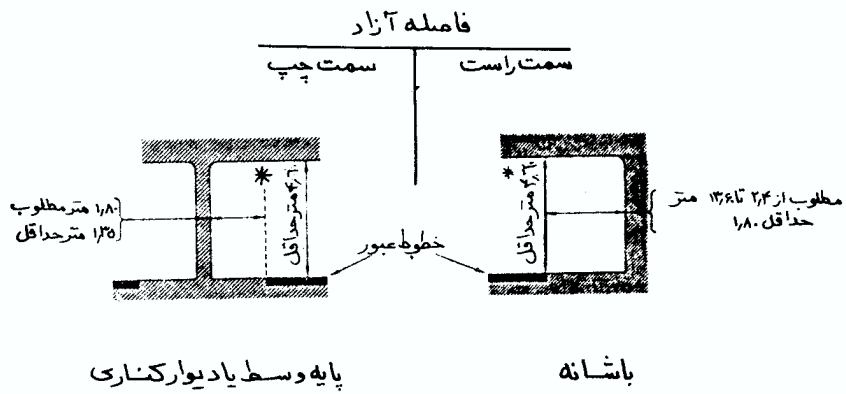 فاصله آزاد
سمت راست
سمت چپ
۴٫۶۰ متر حداقل
مطلوب از ۲٫۴ تا ۳٫۶ متر
حداقل ۱٫۸۰
۴٫۶۰ متر حداقل
۱٫۸۰ متر مطلوب
۱٫۳۵ متر حداقل
خطوط عبور
باشانه
پایه وسط یا دیوار کناری